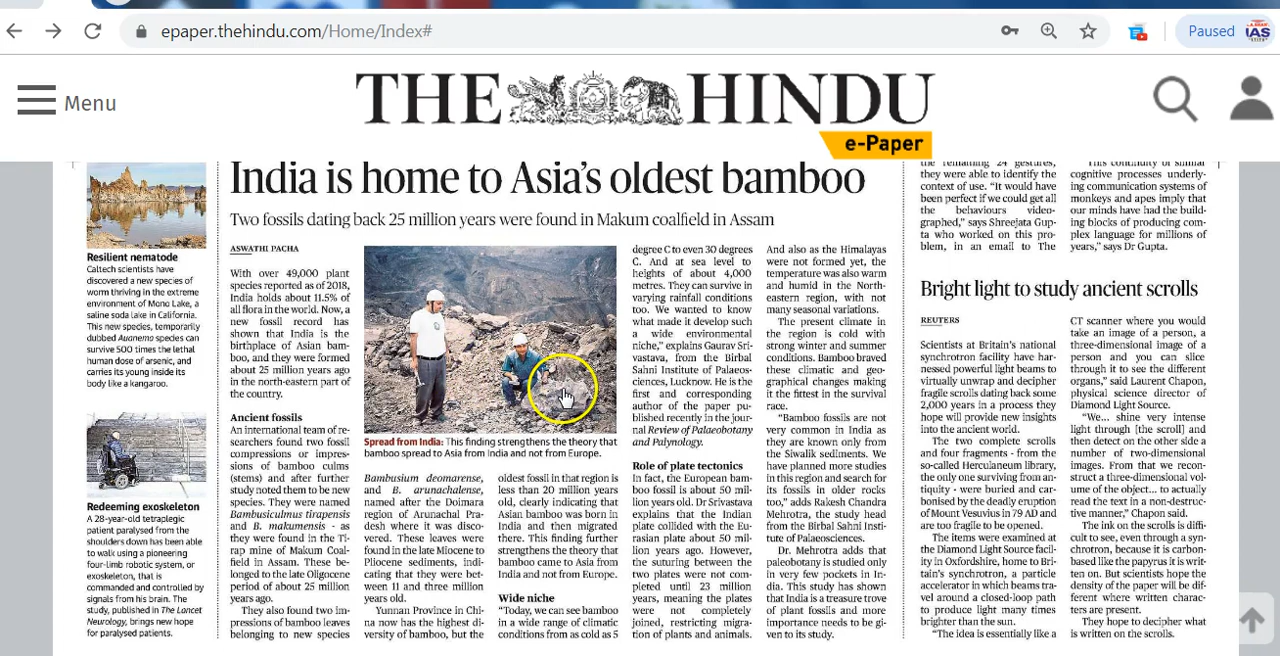 epaper.thehindu.com/Home/Index#
Paused
IAS
Menu
THE HINDU
e-Paper
Resilient nematode
Caltech scientists have
discovered a new species of
worm thriving in the extreme
environment of Mono Lake, a
saline soda lake in California.
This new species, temporarily
dubbed Auanema species can
survive 500 times the lethal
human dose of arsenic, and
carries its young inside its
body like a kangaroo.
Redeeming exoskeleton
A 28-year-old tetraplegic
patient paralysed from the
shoulders down has been able
to walk using a pioneering
four-limb robotic system, or
exoskeleton, that is
commanded and controlled by
signals from his brain. The
study, published in The Lancet
Neurology, brings new hope
for paralysed patients.
India is home to Asia's oldest bamboo
Two fossils dating back 25 million years were found in Makum coalfield in Assam
ASWATHI PACHA
With over 49,000 plant
species reported as of 2018,
India holds about 11.5% of
all flora in the world. Now, a
new fossil record has
shown that India is the
birthplace of Asian bam-
boo, and they were formed
about 25 million years ago
in the north-eastern part of
the country.
Ancient fossils
An international team of re-
searchers found two fossil
compressions or impres-
sions of bamboo culms
(stems) and after further
study noted them to be new
species. They were named
Bambusiculmus tirapensis
and B. makumensis - as
they were found in the Ti-
rap mine of Makum Coal-
field in Assam. These be-
longed to the late Oligocene
period of about 25 million
years ago.
They also found two im-
pressions of bamboo leaves
belonging to new species
Spread from India: This finding strengthens the theory that
bamboo spread to Asia from India and not from Europe.
Bambusium deomarense,
and B. arunachalense,
named after the Doimara
region of Arunachal Pra-
desh where it was disco-
vered. These leaves were
found in the late Miocene to
Pliocene sediments, indi-
cating that they were bet-
ween 11 and three million
years old.
Yunnan Province in Chi-
na now has the highest di-
versity of bamboo, but the
oldest fossil in that region is
less than 20 million years
old, clearly indicating that
Asian bamboo was born in
India and then migrated
there. This finding further
strengthens the theory that
bamboo came to Asia from
India and not from Europe.
Wide niche
"Today, we can see bamboo
in a wide range of climatic
conditions from as cold as 5
degree C to even 30 degrees
C. And at sea level to
heights of about 4,000
metres. They can survive in
varying rainfall conditions
too. We wanted to know
what made it develop such
a wide environmental
niche," explains Gaurav Sri-
vastava, from the Birbal
Sahni Institute of Palaeos-
ciences, Lucknow. He is the
first and corresponding
author of the paper pu-
blished recently in the jour-
nal Review of Palaeobotany
and Palynology.
Role of plate tectonics
In fact, the European bam-
boo fossil is about 50 mil-
lion years old. Dr Srivastava
explains that the Indian
plate collided with the Eu-
rasian plate about 50 mil-
lion years ago. However,
the suturing between the
two plates were not com-
pleted until 23 million
years, meaning the plates
were not completely
joined, restricting migra-
tion of plants and animals.
And also as the Himalayas
were not formed yet, the
temperature was also warm
and humid in the North-
eastern region, with not
many seasonal variations.
The present climate in
the region is cold with
strong winter and summer
conditions. Bamboo braved
these climatic and geo-
graphical changes making
it the fittest in the survival
race.
"Bamboo fossils are not
very common in India as
they are known only from
the Siwalik sediments. We
have planned more studies
in this region and search for
its fossils in older rocks
too," adds Rakesh Chandra
Mehrotra, the study head
from the Birbal Sahni Insti-
tute of Palaeosciences.
Dr. Mehrotra adds that
paleobotany is studied only
in very few pockets in In-
dia. This study has shown
that India is a treasure trove
of plant fossils and more
importance needs to be gi-
ven to its study.
the remaining 24 gestures,
they were able to identify the
context of use. "It would have
been perfect if we could get all
the behaviours video-
graphed," says Shreejata Gup-
ta who worked on this pro-
blem, in an email to The
This continuity of similar
cognitive processes underly-
ing communication systems of
monkeys and apes imply that
our minds have had the build-
ing blocks of producing com-
plex language for millions of
years," says Dr Gupta.
Bright light to study ancient scrolls
REUTERS
Scientists at Britain's national
synchrotron facility have har-
nessed powerful light beams to
virtually unwrap and decipher
fragile scrolls dating back some
2,000 years in a process they
hope will provide new insights
into the ancient world.
The two complete scrolls
and four fragments - from the
so-called Herculaneum library,
the only one surviving from an-
tiquity - were buried and car-
bonised by the deadly eruption
of Mount Vesuvius in 79 AD and
are too fragile to be opened.
The items were examined at
the Diamond Light Source facil-
ity in Oxfordshire, home to Bri-
tain's synchrotron, a particle
accelerator in which beams tra-
vel around a closed-loop path
to produce light many times
brighter than the sun.
"The idea is essentially like a
CT scanner where you would
take an image of a person, a
three-dimensional image of a
person and you can slice
through it to see the different
organs," said Laurent Chapon,
physical science director of
Diamond Light Source.
"We... shine very intense
light through [the scroll] and
then detect on the other side a
number of two-dimensional
images. From that we recon-
struct a three-dimensional vol-
ume of the object... to actually
read the text in a non-destruc-
tive manner," Chapon said.
The ink on the scrolls is diffi-
cult to see, even through a syn-
chrotron, because it is carbon-
based like the papyrus it is writ-
ten on. But scientists hope the
density of the paper will be dif-
ferent where written charac-
ters are present.
They hope to decipher what
is written on the scrolls.